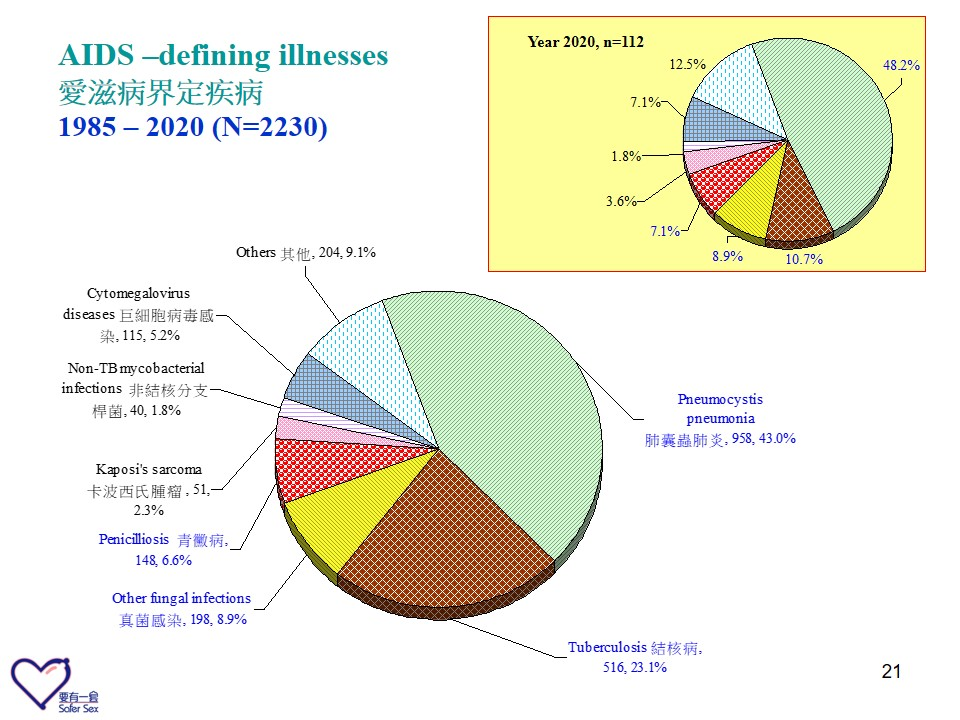 AIDS –defining illnesses
愛滋病界定疾病
1985 – 2020 (N=2230)
Year 2020, n=112
48.2%
12.5%
7.1%
1.8%
3.6%
7.1%
8.9%
10.7%
Others 其他, 204, 9.1%
Cytomegalovirus
diseases 巨細胞病毒感
染, 115, 5.2%
Non-TB mycobacterial
infections 非結核分支
桿菌, 40, 1.8%
Kaposi's sarcoma
卡波西氏腫瘤 , 51,
2.3%
Penicilliosis 青黴病,
148, 6.6%
Other fungal infections
真菌感染, 198, 8.9%
Pneumocystis
pneumonia
肺囊蟲肺炎, 958, 43.0%
Tuberculosis 結核病,
516, 23.1%
要有一套
Safer Sex
21